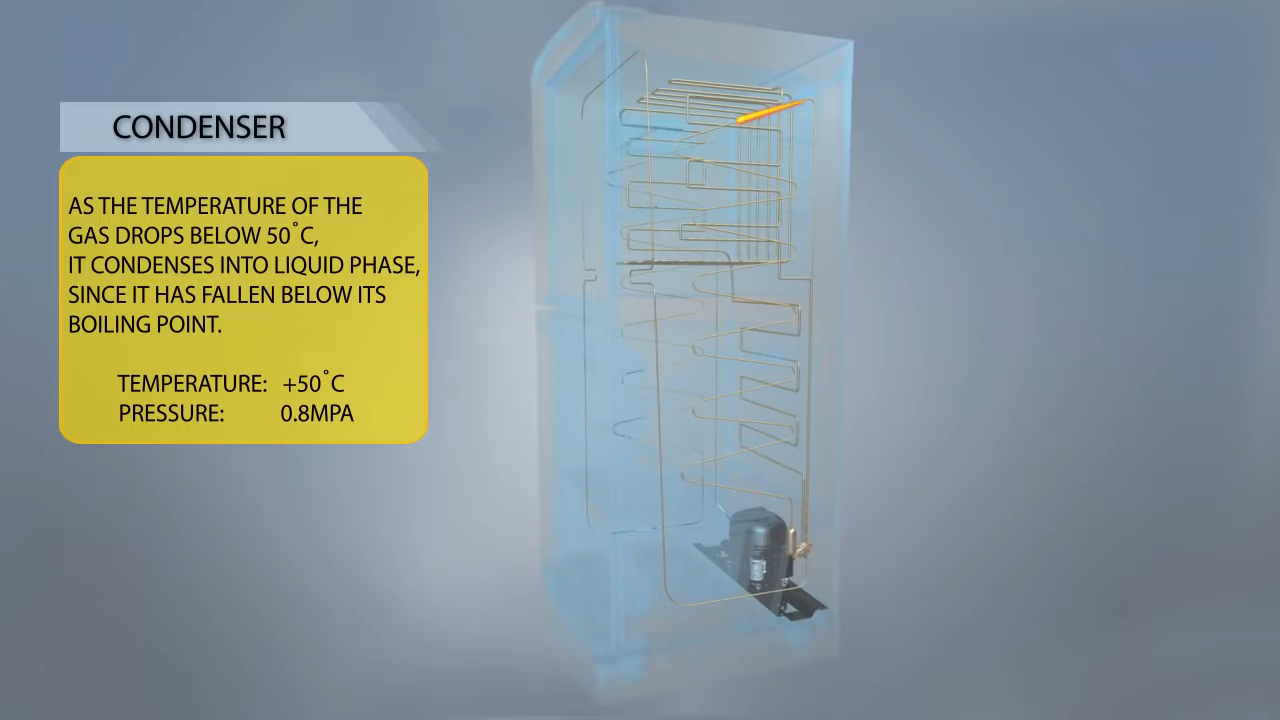 CONDENSER
AS THE TEMPERATURE OF THE
GAS DROPS BELOW 50˚C,
IT CONDENSES INTO LIQUID PHASE,
SINCE IT HAS FALLEN BELOW ITS
BOILING POINT.
TEMPERATURE: +50˚C
PRESSURE: 0.8MPA